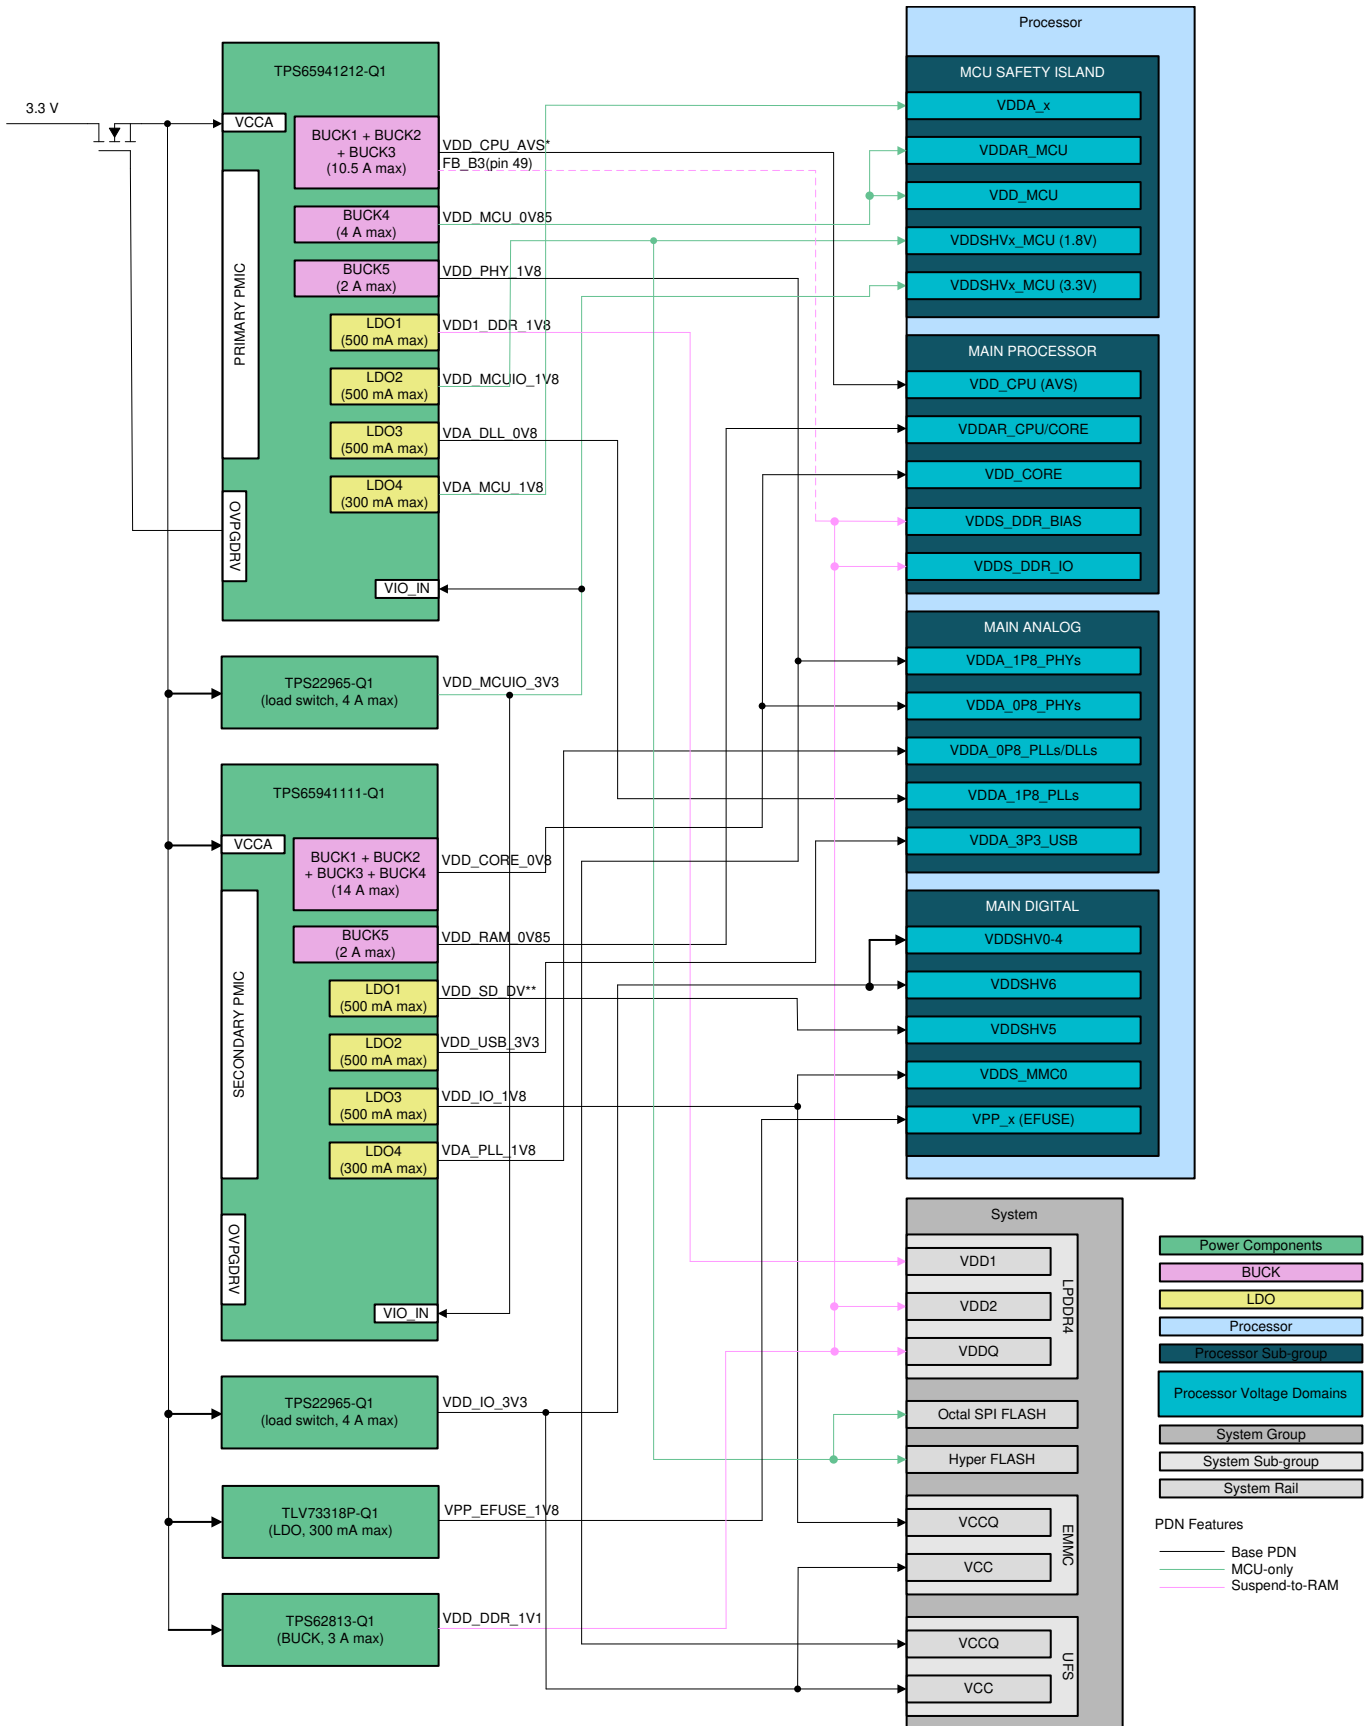 3.3 V
TPS65941212-Q1
VCCA
BUCK1 + BUCK2
+ BUCK3
(10.5 A max)
VDD_CPU_AVS*
FB_B3(pin 49)
BUCK4
(4 A max)
VDD_MCU_0V85
BUCK5
(2 A max)
VDD_PHY_1V8
LDO1
(500 mA max)
VDD1_DDR_1V8
LDO2
(500 mA max)
VDD_MCUIO_1V8
LDO3
(500 mA max)
VDA_DLL_0V8
LDO4
(300 mA max)
VDA_MCU_1V8
PRIMARY PMIC
OVPGDRV
VIO_IN
TPS22965-Q1
(load switch, 4 A max)
VDD_MCUIO_3V3
TPS65941111-Q1
VCCA
BUCK1 + BUCK2
+ BUCK3 + BUCK4
(14 A max)
VDD_CORE_0V8
BUCK5
(2 A max)
VDD_RAM_0V85
LDO1
(500 mA max)
VDD_SD_DV**
LDO2
(500 mA max)
VDD_USB_3V3
LDO3
(500 mA max)
VDD_IO_1V8
LDO4
(300 mA max)
VDA_PLL_1V8
SECONDARY PMIC
OVPGDRV
VIO_IN
TPS22965-Q1
(load switch, 4 A max)
VDD_IO_3V3
TLV73318P-Q1
(LDO, 300 mA max)
VPP_EFUSE_1V8
TPS62813-Q1
(BUCK, 3 A max)
VDD_DDR_1V1
Processor
MCU SAFETY ISLAND
VDDA_x
VDDAR_MCU
VDD_MCU
VDDSHVx_MCU (1.8V)
VDDSHVx_MCU (3.3V)
MAIN PROCESSOR
VDD_CPU (AVS)
VDDAR_CPU/CORE
VDD_CORE
VDDS_DDR_BIAS
VDDS_DDR_IO
MAIN ANALOG
VDDA_1P8_PHYs
VDDA_0P8_PHYs
VDDA_0P8_PLLs/DLLs
VDDA_1P8_PLLs
VDDA_3P3_USB
MAIN DIGITAL
VDDSHV0-4
VDDSHV6
VDDSHV5
VDDS_MMC0
VPP_x (EFUSE)
System
VDD1
VDD2
VDDQ
LPDDR4
Octal SPI FLASH
Hyper FLASH
VCCQ
VCC
EMMC
VCCQ
VCC
UFS
Power Components
BUCK
LDO
Processor
Processor Sub-group
Processor Voltage Domains
System Group
System Sub-group
System Rail
PDN Features
Base PDN
MCU-only
Suspend-to-RAM